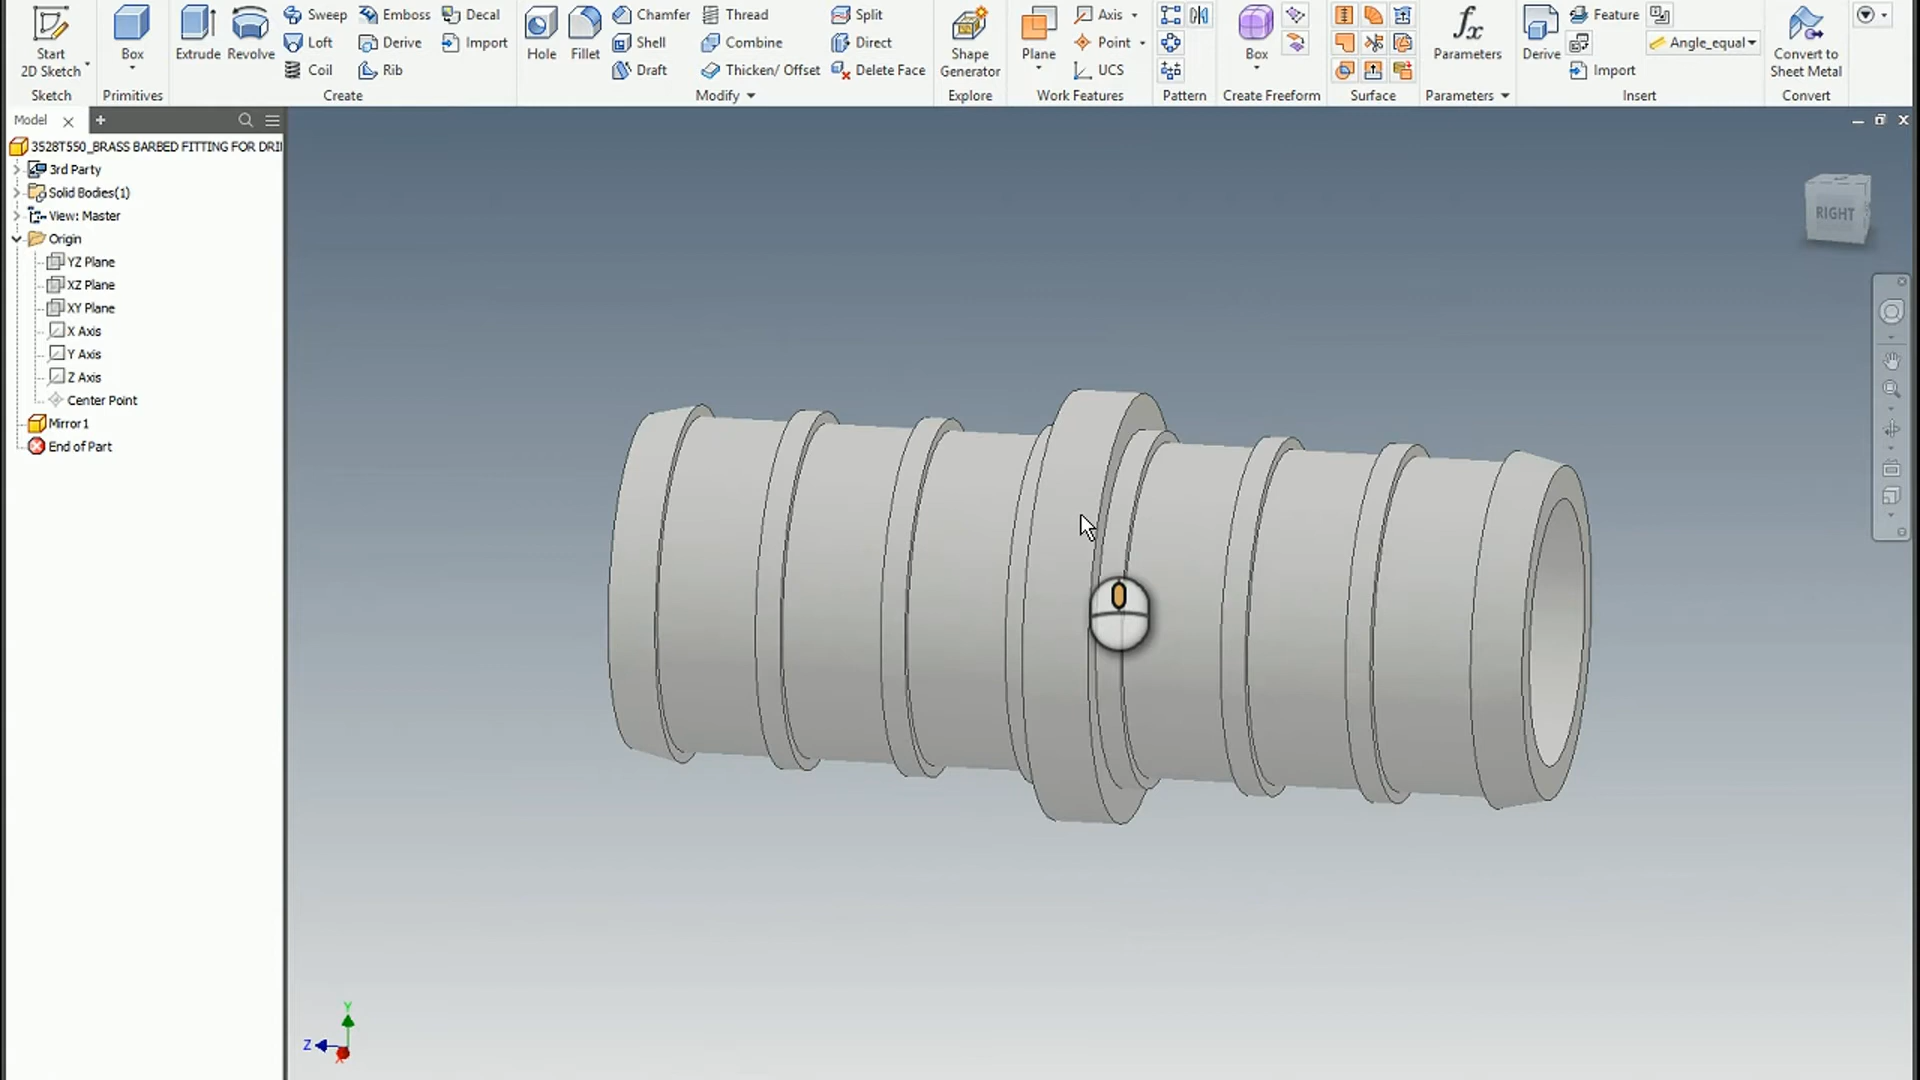 Start
2D Sketch
Sketch
Box
Primitives
Extrude
Revolve
Sweep
Loft
Coil
Emboss
Derive
Rib
Decal
Import
Create
Hole
Fillet
Chamfer
Shell
Draft
Thread
Combine
Thicken/ Offset
Split
Direct
Delete Face
Modify
Shape
Generator
Explore
Plane
Axis
Point
UCS
Work Features
Pattern
Box
Create Freeform
Surface
fx
Parameters
Parameters
Derive
Feature
Angle_equal
Import
Insert
Convert to
Sheet Metal
Convert
Model
3528T550_BRASS BARBED FITTING FOR DRI
3rd Party
Solid Bodies(1)
View: Master
Origin
YZ Plane
XZ Plane
XY Plane
X Axis
Y Axis
Z Axis
Center Point
Mirror1
End of Part
RIGHT
Y
Z
X